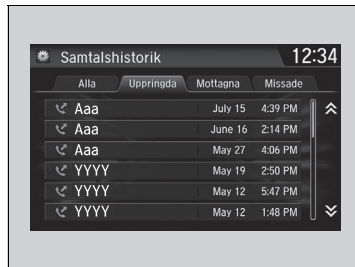 Samtalshistorik 12:34
Alla Uppringda Mottagna Missade
Aaa July 15 4:39 PM
Aaa June 16 2:14 PM
Aaa May 27 4:06 PM
YYYY May 19 2:50 PM
YYYY May 12 5:47 PM
YYYY May 12 1:48 PM